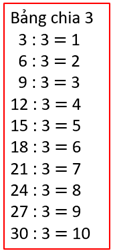 Bảng chia 3
3 : 3 = 1
6 : 3 = 2
9 : 3 = 3
12 : 3 = 4
15 : 3 = 5
18 : 3 = 6
21 : 3 = 7
24 : 3 = 8
27 : 3 = 9
30 : 3 = 10